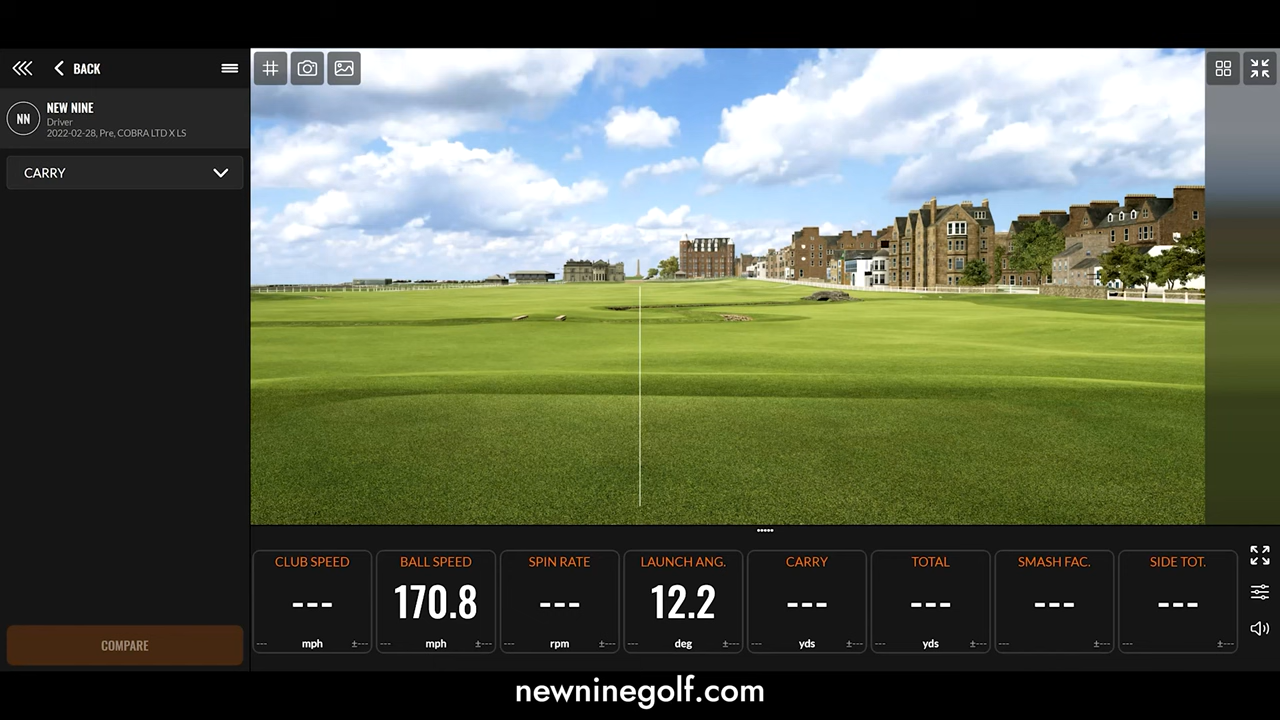 BACK
NN
NEW NINE
Driver
2022-02-28, Pre, COBRA LTD X LS
CARRY
COMPARE
CLUB SPEED
---
--- mph ±---
BALL SPEED
170.8
--- mph ±---
SPIN RATE
---
--- rpm ±---
LAUNCH ANG.
12.2
--- deg ±---
CARRY
---
--- yds ±---
TOTAL
---
--- yds ±---
SMASH FAC.
---
--- ±---
SIDE TOT.
---
--- ±---
newninegolf.com